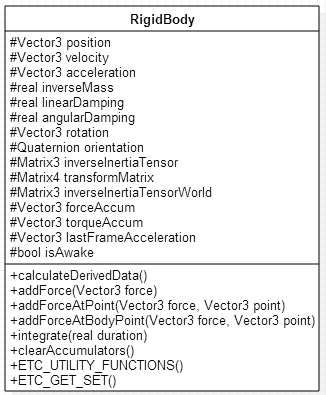 RigidBody
#Vector3 position
#Vector3 velocity
#Vector3 acceleration
#real inverseMass
#real linearDamping
#real angularDamping
#Vector3 rotation
#Quaternion orientation
#Matrix3 inverseInertiaTensor
#Matrix4 transformMatrix
#Matrix3 inverseInertiaTensorWorld
#Vector3 forceAccum
#Vector3 torqueAccum
#Vector3 lastFrameAcceleration
#bool isAwake
+calculateDerivedData()
+addForce(Vector3 force)
+addForceAtPoint(Vector3 force, Vector3 point)
+addForceAtBodyPoint(Vector3 force, Vector3 point)
+integrate(real duration)
+clearAccumulators()
+ETC_UTILITY_FUNCTIONS()
+ETC_GET_SET()